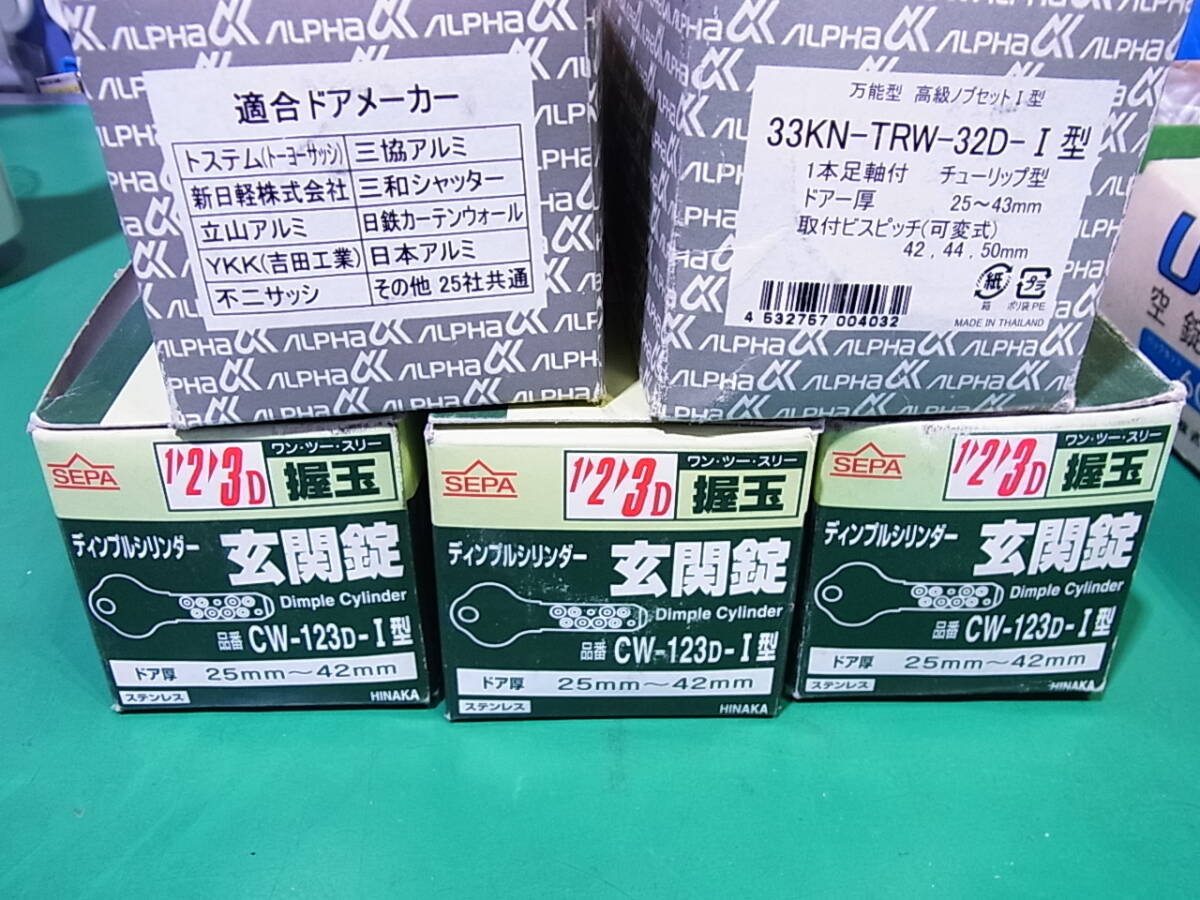 ALPHA
適合ドアメーカー
トステム(トーヨーサッシ) 三協アルミ
新日軽株式会社 三和シャッター
立山アルミ 日鉄カーテンウォール
YKK(吉田工業) 日本アルミ
不二サッシ その他 25社共通
ALPHA
万能型 高級ノブセットⅠ型
33KN-TRW-32D-Ⅰ型
1本足軸付 チューリップ型
ドアー厚 25～43mm
取付ビスピッチ(可変式)
42, 44, 50mm
紙 プラ
箱 ポリ袋PE
4 532757 004032
MADE IN THAILAND
空錠
SEPA
1,2,3D
ワン・ツー・スリー
握玉
ディンプルシリンダー
玄関錠
Dimple Cylinder
品番 CW-123D-Ⅰ型
ドア厚 25mm～42mm
ステンレス
HINAKA
SEPA
1,2,3D
ワン・ツー・スリー
握玉
ディンプルシリンダー
玄関錠
Dimple Cylinder
品番 CW-123D-Ⅰ型
ドア厚 25mm～42mm
ステンレス
HINAKA
SEPA
1,2,3D
ワン・ツー・スリー
握玉
ディンプルシリンダー
玄関錠
Dimple Cylinder
品番 CW-123D-Ⅰ型
ドア厚 25mm～42mm
ステンレス
HINAKA